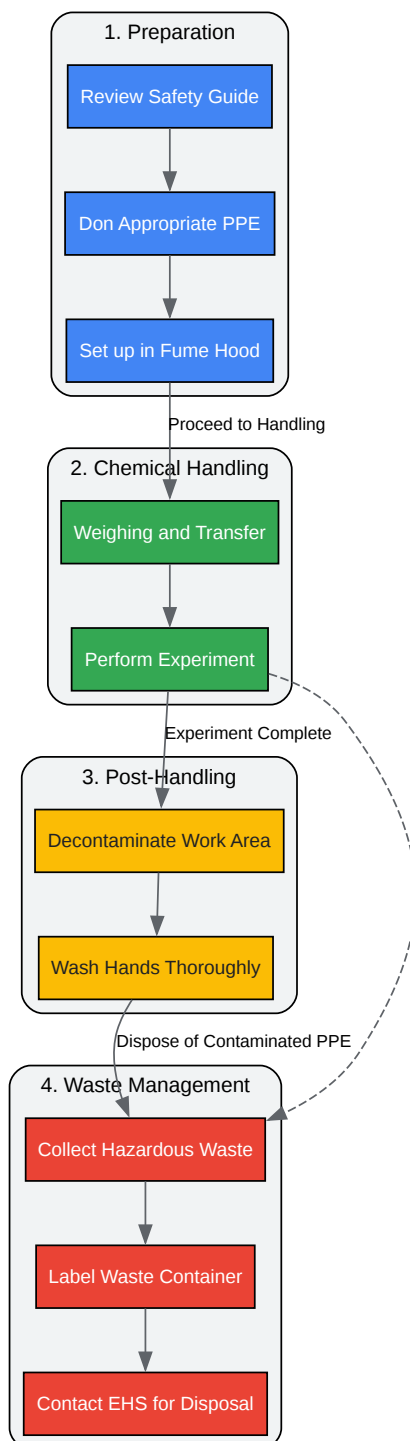 1. Preparation
Review Safety Guide
Don Appropriate PPE
Set up in Fume Hood
Proceed to Handling
2. Chemical Handling
Weighing and Transfer
Perform Experiment
Experiment Complete
3. Post-Handling
Decontaminate Work Area
Wash Hands Thoroughly
Dispose of Contaminated PPE
4. Waste Management
Collect Hazardous Waste
Label Waste Container
Contact EHS for Disposal